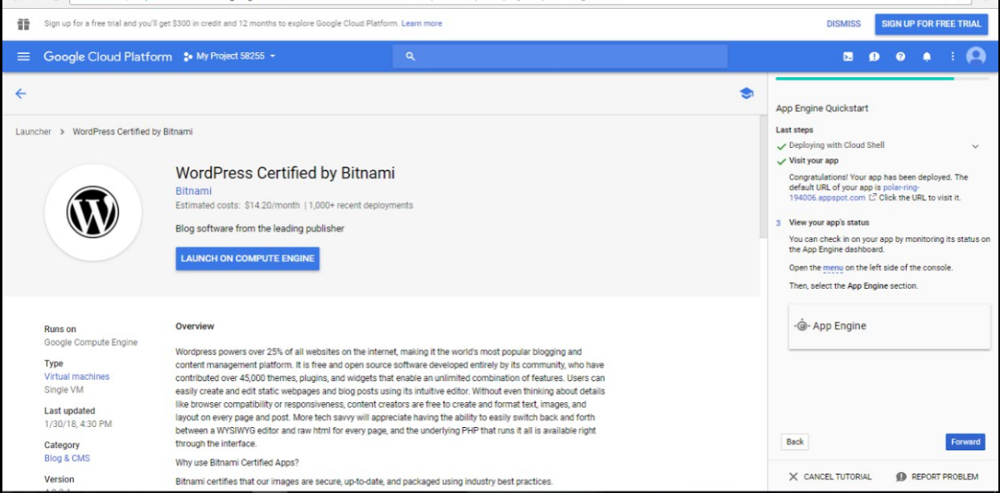 Sign up for a free trial and you'll get $300 in credit and 12 months to explore Google Cloud Platform. Learn more
DISMISS
SIGN UP FOR FREE TRIAL
Google Cloud Platform
My Project 58255
Launcher > WordPress Certified by Bitnami
WordPress Certified by Bitnami
Bitnami
Estimated costs: $14.20/month | 1,000+ recent deployments
Blog software from the leading publisher
LAUNCH ON COMPUTE ENGINE
Runs on
Google Compute Engine
Type
Virtual machines
Single VM
Last updated
1/30/18, 4:30 PM
Category
Blog & CMS
Version
Overview
Wordpress powers over 25% of all websites on the internet, making it the world's most popular blogging and
content management platform. It is free and open source software developed entirely by its community, who have
contributed over 45,000 themes, plugins, and widgets that enable an unlimited combination of features. Users can
easily create and edit static webpages and blog posts using its intuitive editor. Without even thinking about details
like browser compatibility or responsiveness, content creators are free to create and format text, images, and
layout on every page and post. More tech savvy will appreciate having the ability to easily switch back and forth
between a WYSIWYG editor and raw html for every page, and the underlying PHP that runs it all is available right
through the interface.
Why use Bitnami Certified Apps?
Bitnami certifies that our images are secure, up-to-date, and packaged using industry best practices.
App Engine Quickstart
Last steps
Deploying with Cloud Shell
Visit your app
Congratulations! Your app has been deployed. The
default URL of your app is polar-ring-
194006.appspot.com Click the URL to visit it.
3 View your app's status
You can check in on your app by monitoring its status on
the App Engine dashboard.
Open the menu on the left side of the console.
Then, select the App Engine section.
App Engine
Back
Forward
CANCEL TUTORIAL
REPORT PROBLEM